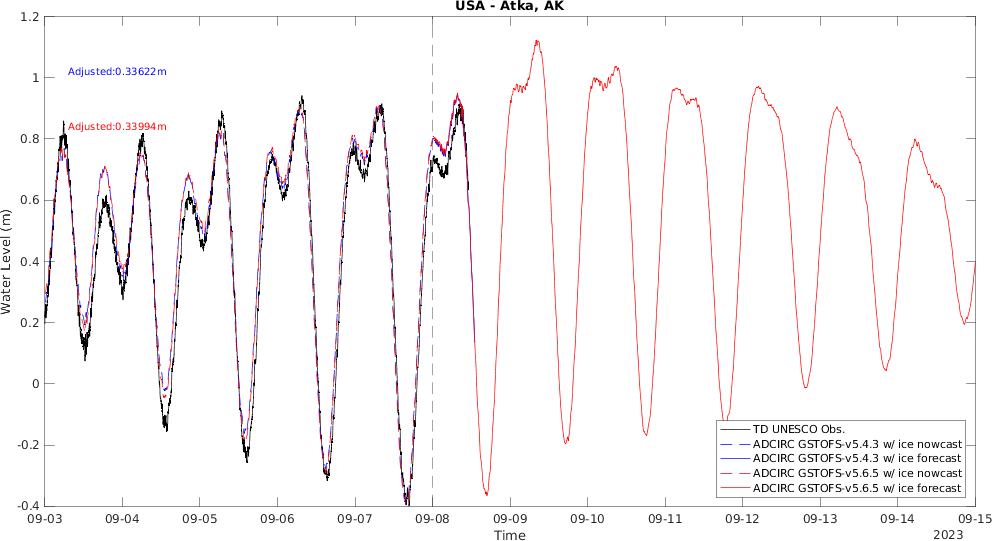 USA - Atka, AK
Water Level (m)
1.2
1
0.8
0.6
0.4
0.2
0
-0.2
-0.4
Adjusted:0.33622m
Adjusted:0.33994m
TD UNESCO Obs.
ADCIRC GSTOFS-v5.4.3 w/ ice nowcast
ADCIRC GSTOFS-v5.4.3 w/ ice forecast
ADCIRC GSTOFS-v5.6.5 w/ ice nowcast
ADCIRC GSTOFS-v5.6.5 w/ ice forecast
09-03 09-04 09-05 09-06 09-07 09-08 09-09 09-10 09-11 09-12 09-13 09-14 09-15
Time
2023